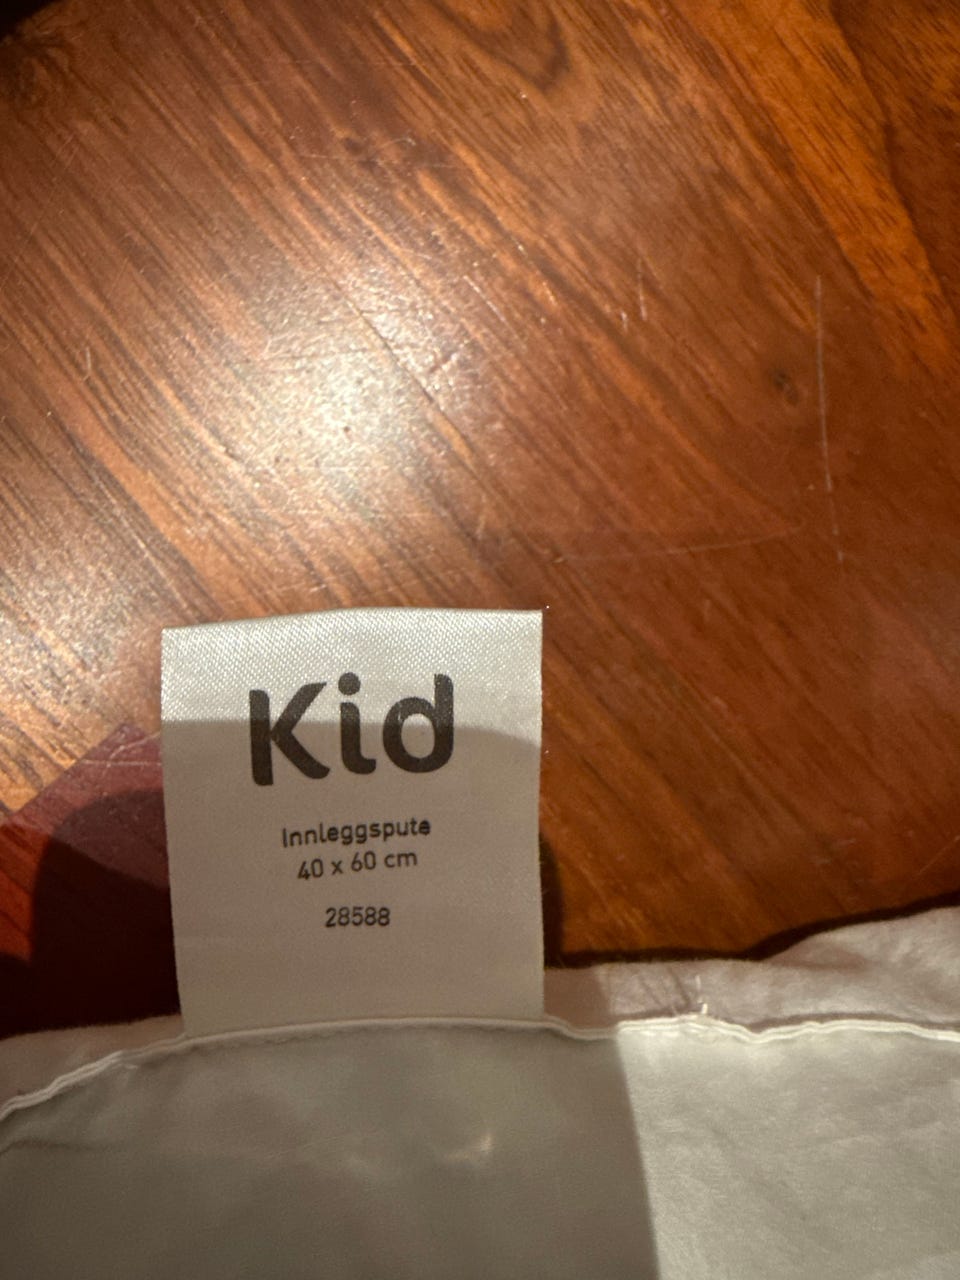 Kid
Innleggspute
40 x 60 cm
28588